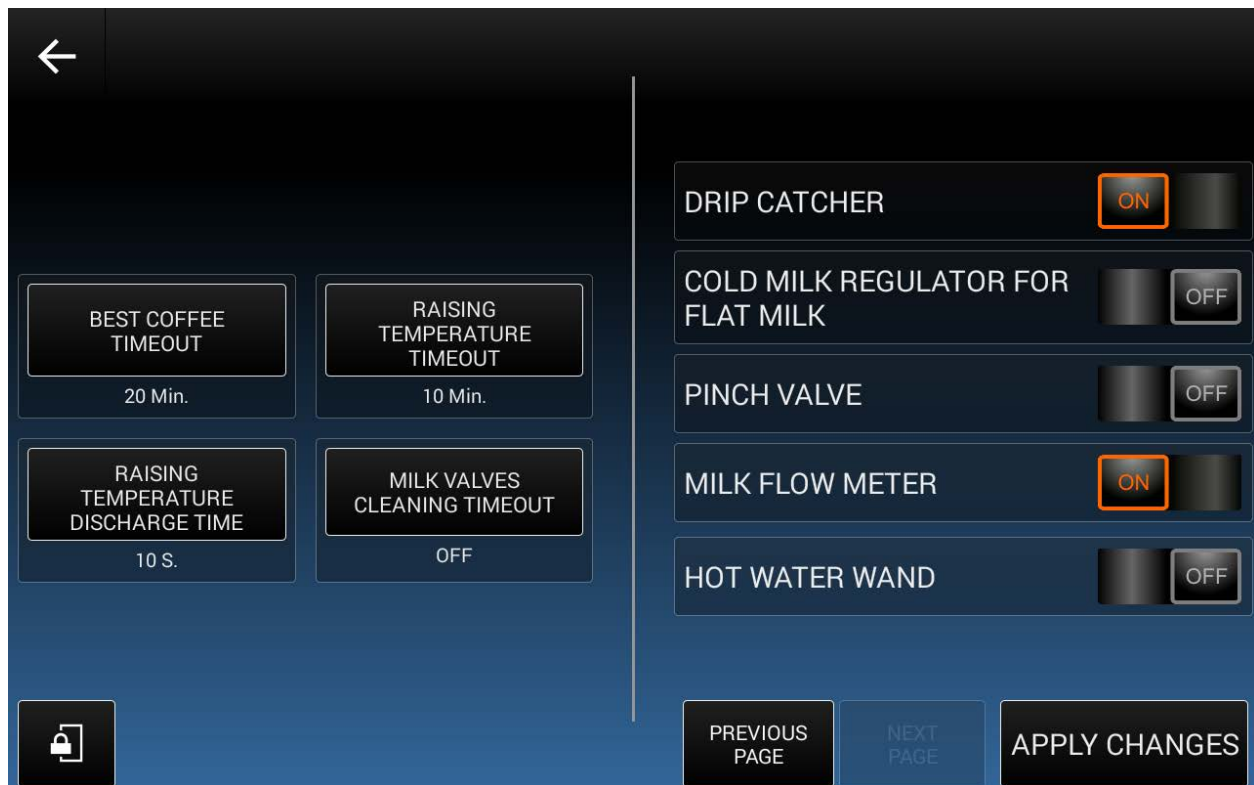 BEST COFFEE
TIMEOUT
20 Min.
RAISING
TEMPERATURE
TIMEOUT
10 Min.
RAISING
TEMPERATURE
DISCHARGE TIME
10 S.
MILK VALVES
CLEANING TIMEOUT
OFF
DRIP CATCHER
ON
COLD MILK REGULATOR FOR
FLAT MILK
OFF
PINCH VALVE
OFF
MILK FLOW METER
ON
HOT WATER WAND
OFF
PREVIOUS
PAGE
NEXT
PAGE
APPLY CHANGES